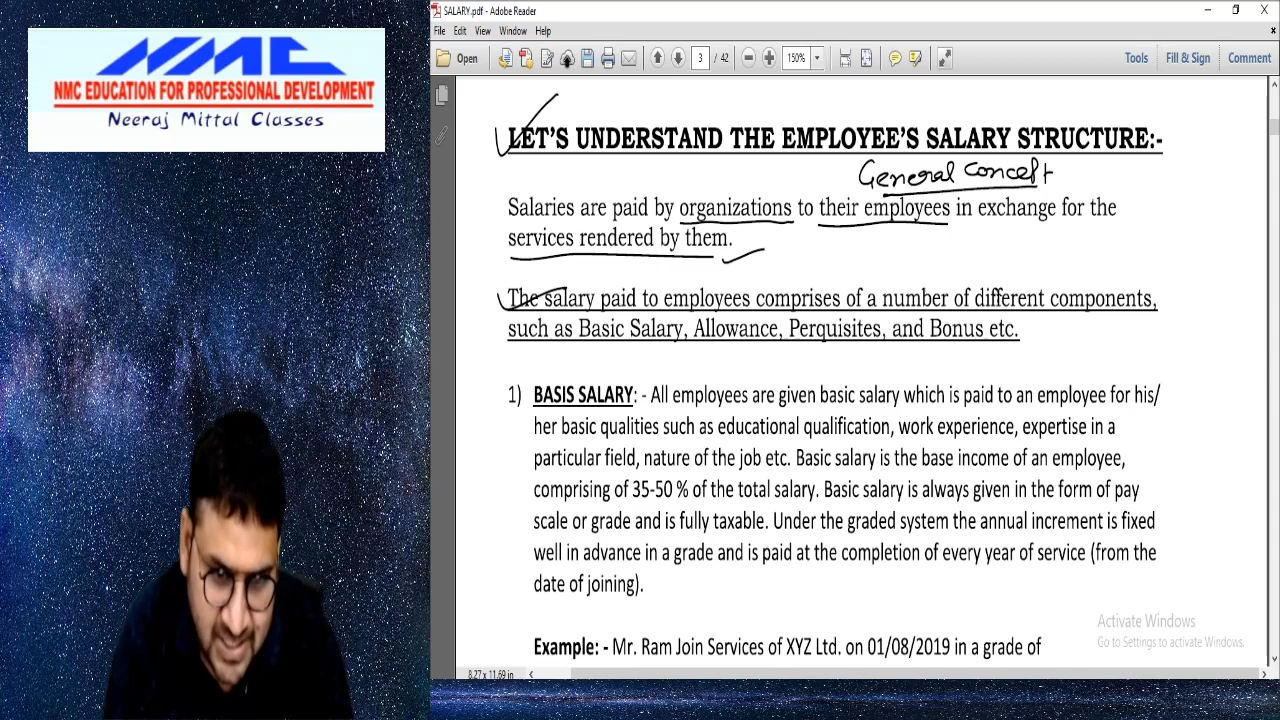 SALARY.pdf - Adobe Reader
File Edit View Window Help
Open 3 / 42 150% Tools Fill & Sign Comment
NMC
NMC EDUCATION FOR PROFESSIONAL DEVELOPMENT
Neeraj Mittal Classes
LET'S UNDERSTAND THE EMPLOYEE'S SALARY STRUCTURE:-
General Concept
Salaries are paid by organizations to their employees in exchange for the
services rendered by them.
The salary paid to employees comprises of a number of different components,
such as Basic Salary, Allowance, Perquisites, and Bonus etc.
1) BASIS SALARY: - All employees are given basic salary which is paid to an employee for his/
her basic qualities such as educational qualification, work experience, expertise in a
particular field, nature of the job etc. Basic salary is the base income of an employee,
comprising of 35-50 % of the total salary. Basic salary is always given in the form of pay
scale or grade and is fully taxable. Under the graded system the annual increment is fixed
well in advance in a grade and is paid at the completion of every year of service (from the
date of joining).
Example: - Mr. Ram Join Services of XYZ Ltd. on 01/08/2019 in a grade of
Activate Windows
Go to Settings to activate Windows.
8.27 x 11.69 in